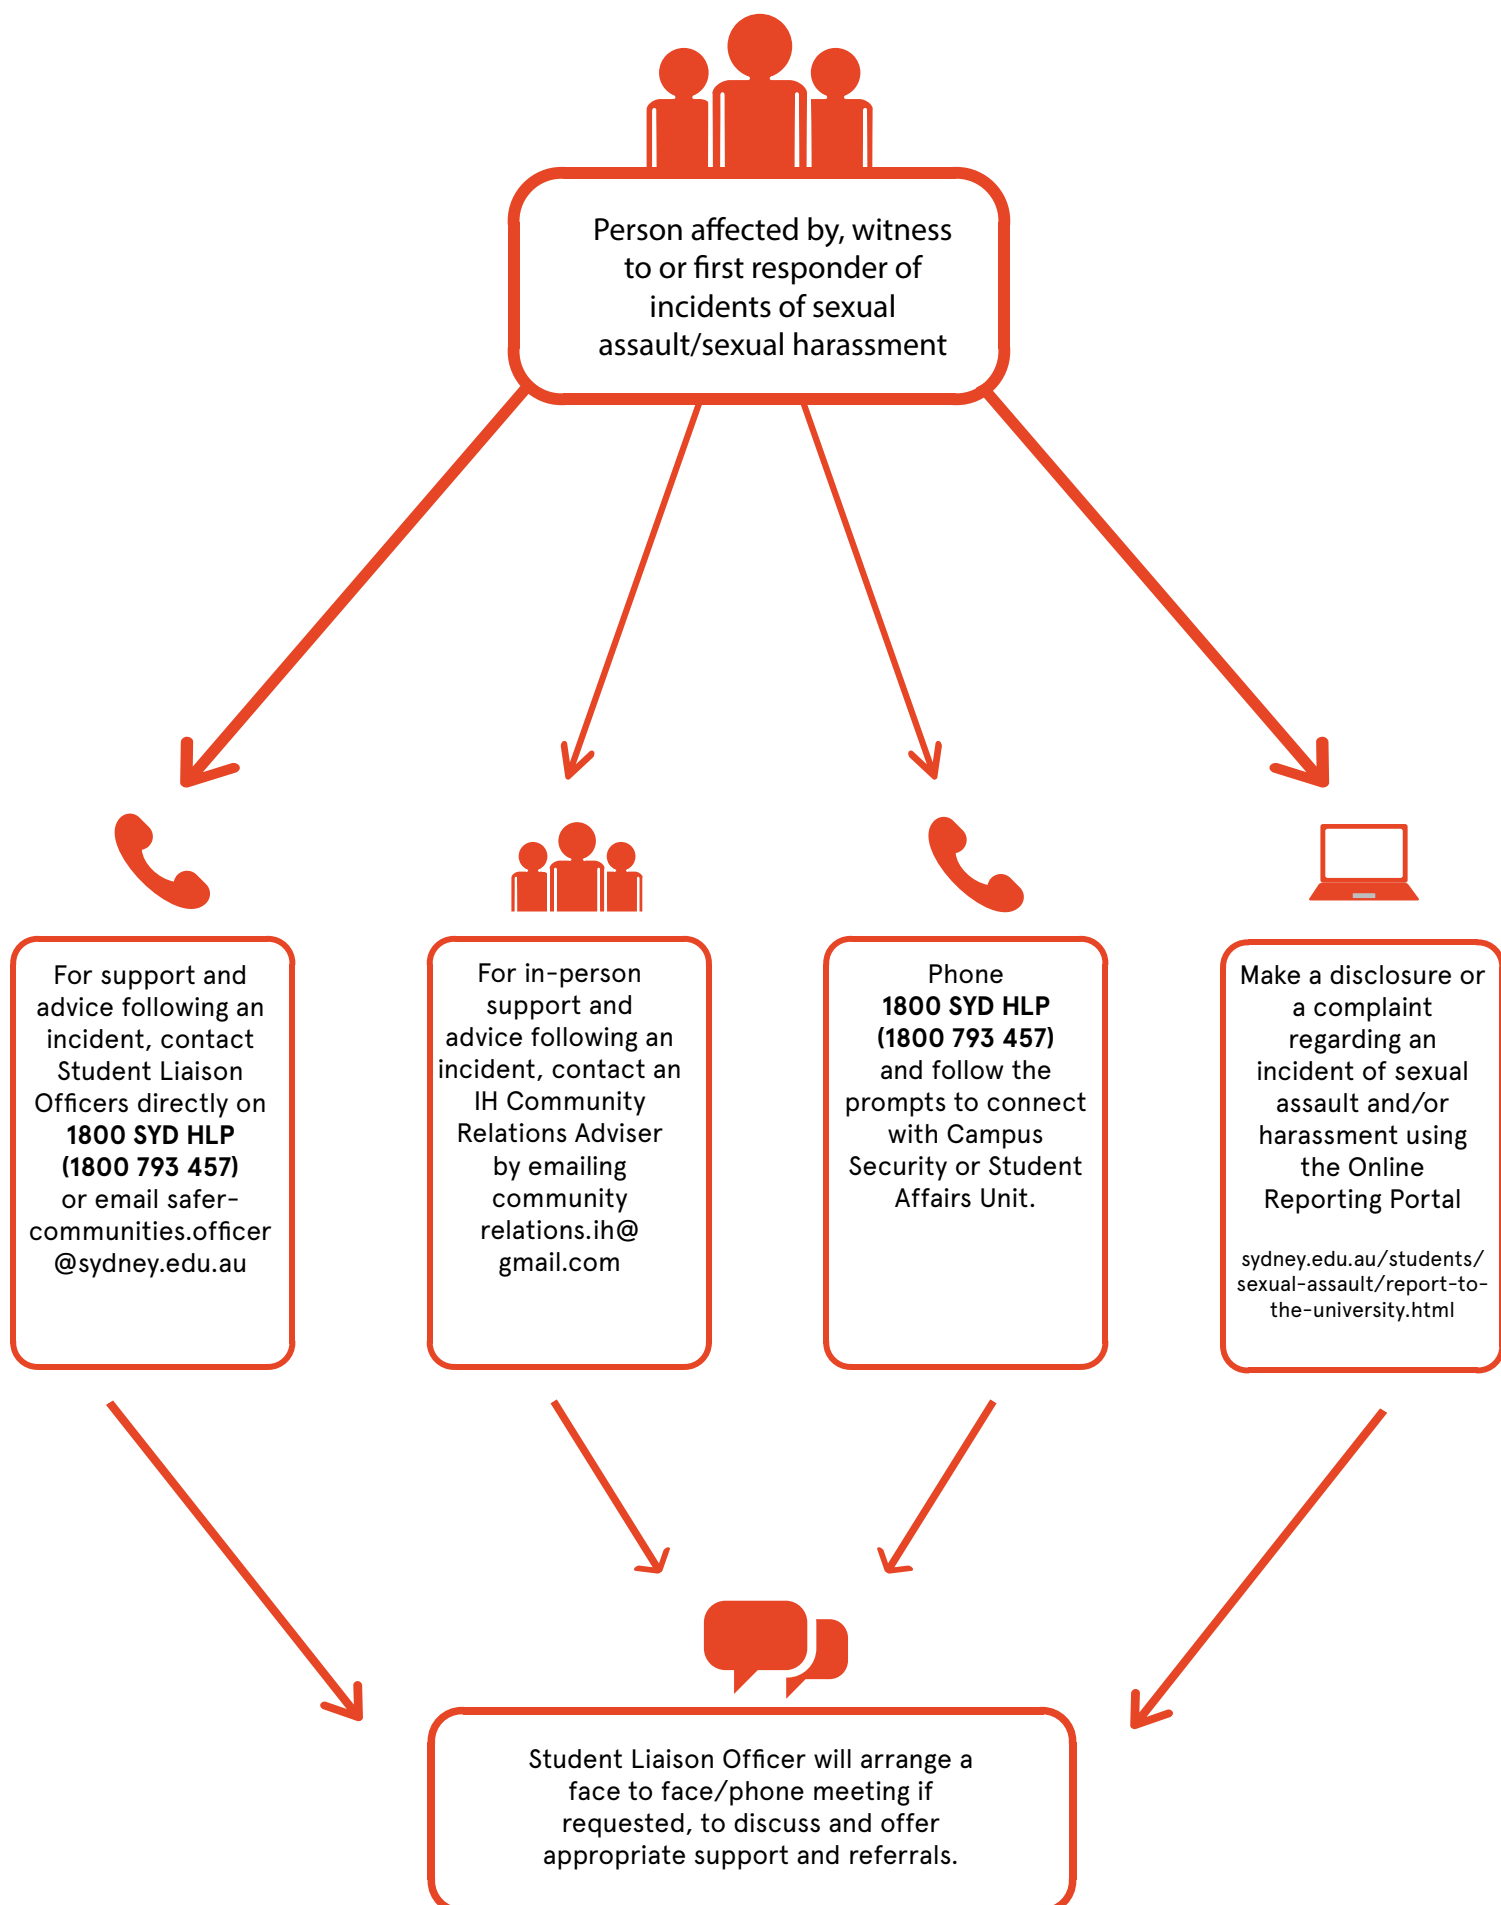 Person affected by, witness
to or first responder of
incidents of sexual
assault/sexual harassment
For support and
advice following an
incident, contact
Student Liaison
Officers directly on
1800 SYD HLP
(1800 793 457)
or email safer-
communities.officer
@sydney.edu.au
For in-person
support and
advice following an
incident, contact an
IH Community
Relations Adviser
by emailing
community
relations.ih@
gmail.com
Phone
1800 SYD HLP
(1800 793 457)
and follow the
prompts to connect
with Campus
Security or Student
Affairs Unit.
Make a disclosure or
a complaint
regarding an
incident of sexual
assault and/or
harassment using
the Online
Reporting Portal
sydney.edu.au/students/
sexual-assault/report-to-
the-university.html
Student Liaison Officer will arrange a
face to face/phone meeting if
requested, to discuss and offer
appropriate support and referrals.